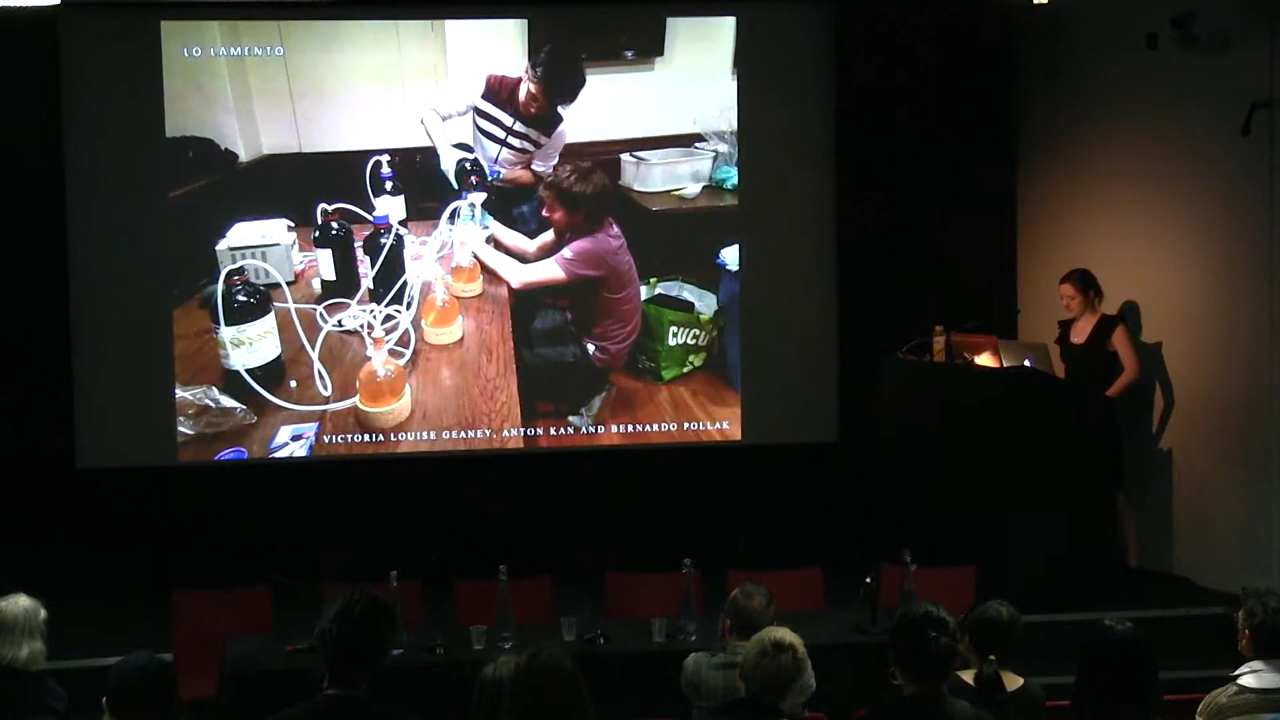 LO LAMENTO
CUCU
VICTORIA LOUISE GEANEY, ANTON KAN AND BERNARDO POLLAK